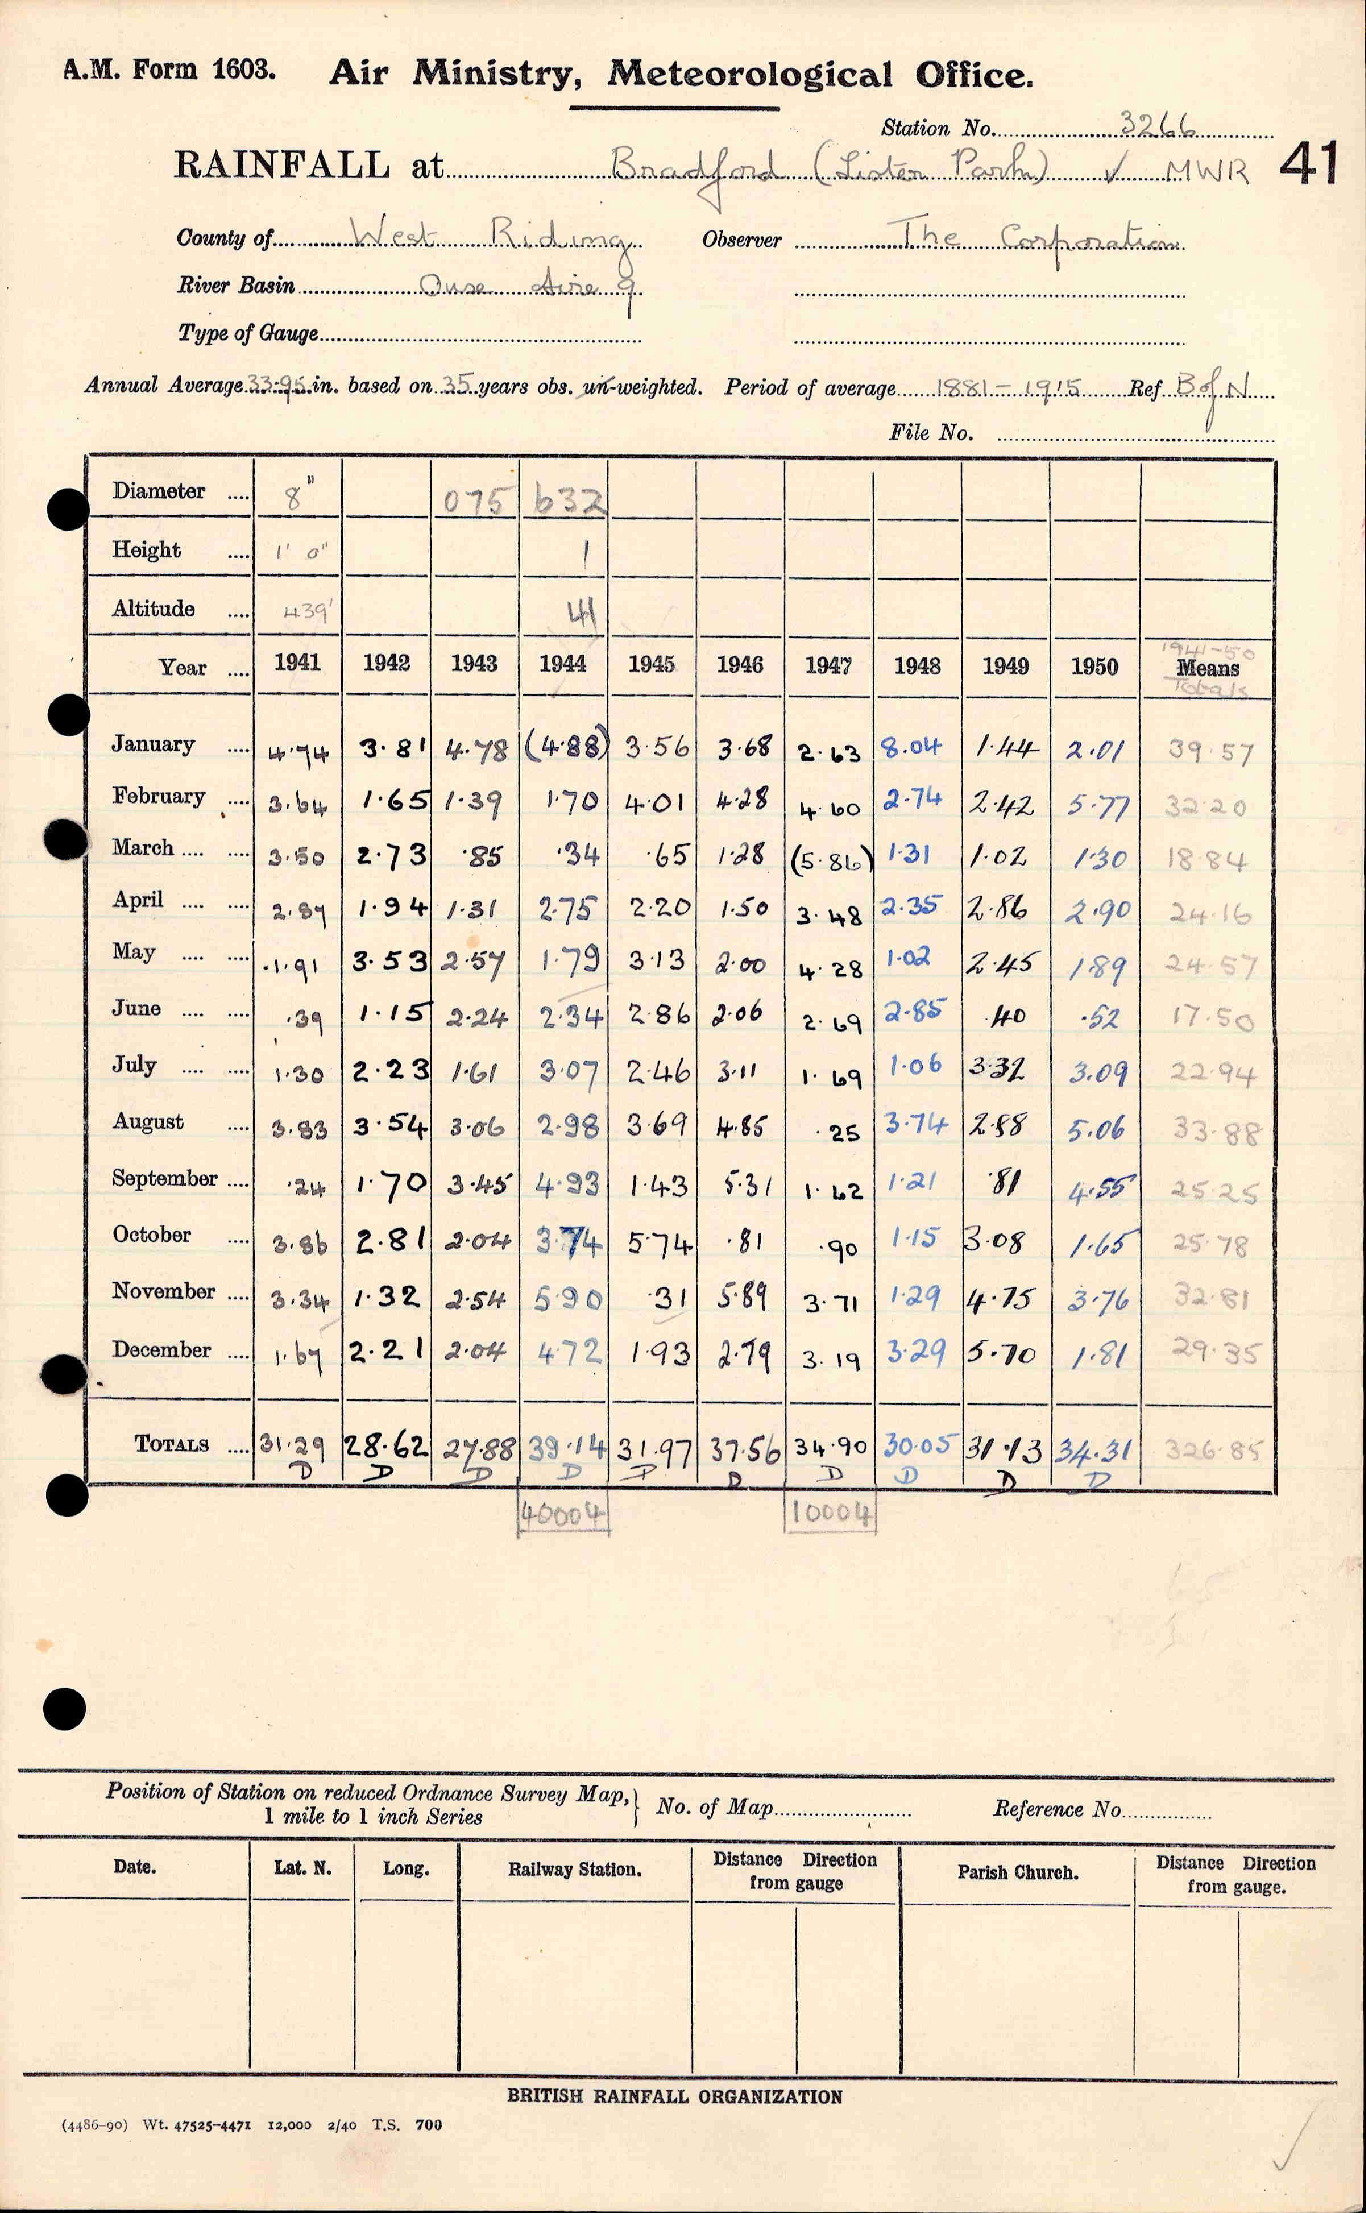 A.M. Form 1603. Air Ministry, Meteorological Office.
Station No. 3266
RAINFALL at Bradford (Lister Park) ✓ MWR 41
County of West Riding Observer The Corporation
River Basin Ouse Aire 9
Type of Gauge
Annual Average 33.95 in. based on 35 years obs. un-weighted. Period of average 1881-1915 Ref B of N
File No.
Diameter .... 8" 075 632
Height .... 1' 0" 1
Altitude .... 439' 41
Year .... 1941 1942 1943 1944 1945 1946 1947 1948 1949 1950 1941-50 Means Totals
January .... 4.74 3.81 4.78 (4.88) 3.56 3.68 2.63 8.04 1.44 2.01 39.57
February .... 3.64 1.65 1.39 1.70 4.01 4.28 4.60 2.74 2.42 5.77 32.20
March .... .... 3.50 2.73 .85 .34 .65 1.28 (5.86) 1.31 1.02 1.30 18.84
April .... .... 2.87 1.94 1.31 2.75 2.20 1.50 3.48 2.35 2.86 2.90 24.16
May .... .... 1.91 3.53 2.57 1.79 3.13 2.00 4.28 1.02 2.45 1.89 24.57
June .... .... .39 1.15 2.24 2.34 2.86 2.06 2.69 2.85 .40 .52 17.50
July .... .... 1.30 2.23 1.61 3.07 2.46 3.11 1.69 1.06 3.32 3.09 22.94
August .... 3.83 3.54 3.06 2.98 3.69 4.85 .25 3.74 2.88 5.06 33.88
September .... .24 1.70 3.45 4.93 1.43 5.31 1.62 1.21 .81 4.55 25.25
October .... 3.86 2.81 2.04 3.74 5.74 .81 .90 1.15 3.08 1.65 25.78
November .... 3.34 1.32 2.54 5.90 .31 5.89 3.71 1.29 4.75 3.76 32.81
December .... 1.67 2.21 2.04 4.72 1.93 2.79 3.19 3.29 5.70 1.81 29.35
TOTALS .... 31.29 28.62 27.88 39.14 31.97 37.56 34.90 30.05 31.13 34.31 326.85
D D D D D D D D D D
40004 10004
Position of Station on reduced Ordnance Survey Map, } No. of Map Reference No.
1 mile to 1 inch Series
Date. Lat. N. Long. Railway Station. Distance Direction from gauge Parish Church. Distance Direction from gauge.
BRITISH RAINFALL ORGANIZATION
(4486-90) Wt. 47525-4471 12,000 2/40 T.S. 700